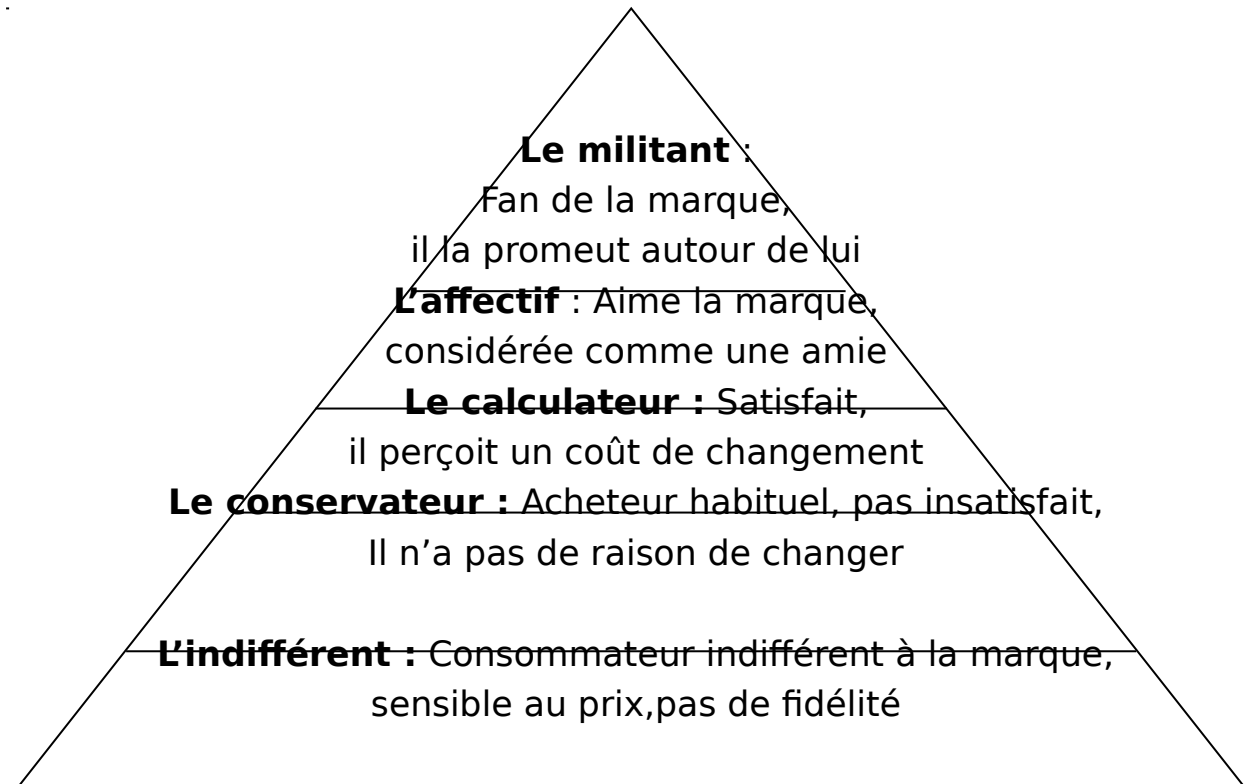 Le militant :
Fan de la marque,
il la promeut autour de lui
L’affectif : Aime la marque,
considérée comme une amie
Le calculateur : Satisfait,
il perçoit un coût de changement
Le conservateur : Acheteur habituel, pas insatisfait,
Il n’a pas de raison de changer
L’indifférent : Consommateur indifférent à la marque,
sensible au prix,pas de fidélité